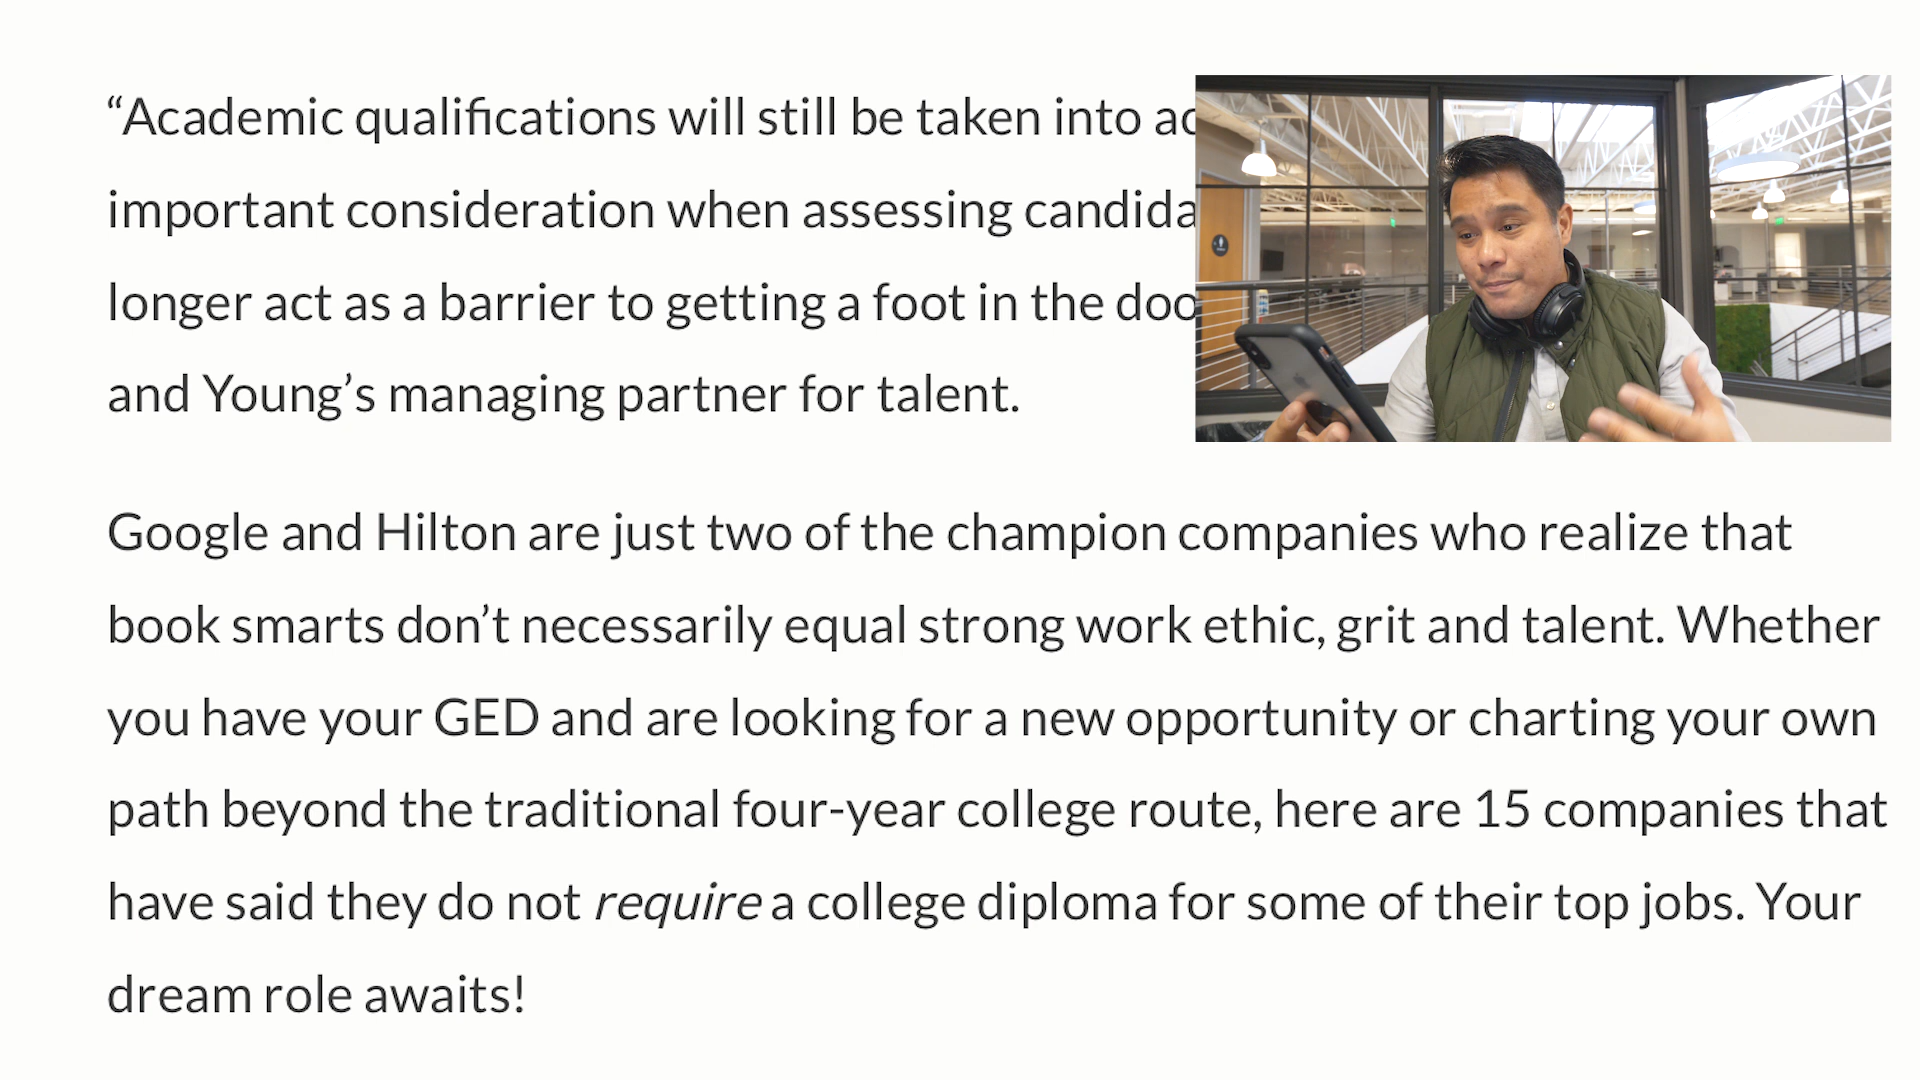 “Academic qualifications will still be taken into
important consideration when assessing
longer act as a barrier to getting a foot in the
and Young’s managing partner for talent.
Google and Hilton are just two of the champion companies who realize that
book smarts don’t necessarily equal strong work ethic, grit and talent. Whether
you have your GED and are looking for a new opportunity or charting your own
path beyond the traditional four-year college route, here are 15 companies that
have said they do not require a college diploma for some of their top jobs. Your
dream role awaits!